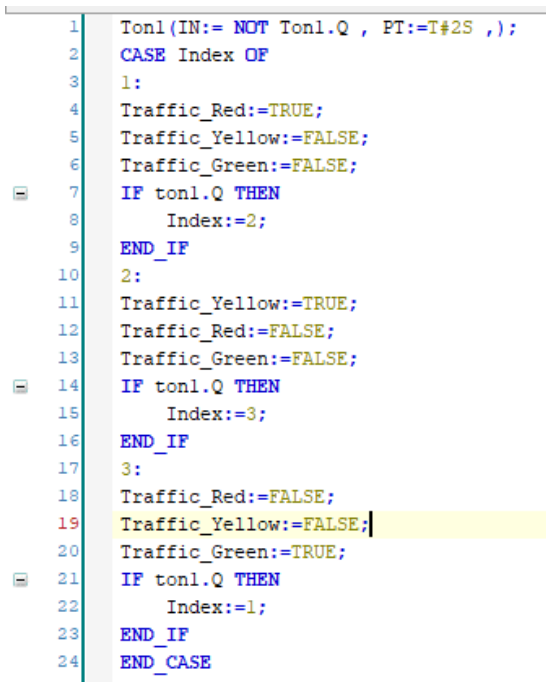 1 Ton1(IN:= NOT Ton1.Q , PT:=T#2S ,);
2 CASE Index OF
3 1:
4 Traffic_Red:=TRUE;
5 Traffic_Yellow:=FALSE;
6 Traffic_Green:=FALSE;
7 IF ton1.Q THEN
8 Index:=2;
9 END_IF
10 2:
11 Traffic_Yellow:=TRUE;
12 Traffic_Red:=FALSE;
13 Traffic_Green:=FALSE;
14 IF ton1.Q THEN
15 Index:=3;
16 END_IF
17 3:
18 Traffic_Red:=FALSE;
19 Traffic_Yellow:=FALSE;
20 Traffic_Green:=TRUE;
21 IF ton1.Q THEN
22 Index:=1;
23 END_IF
24 END_CASE